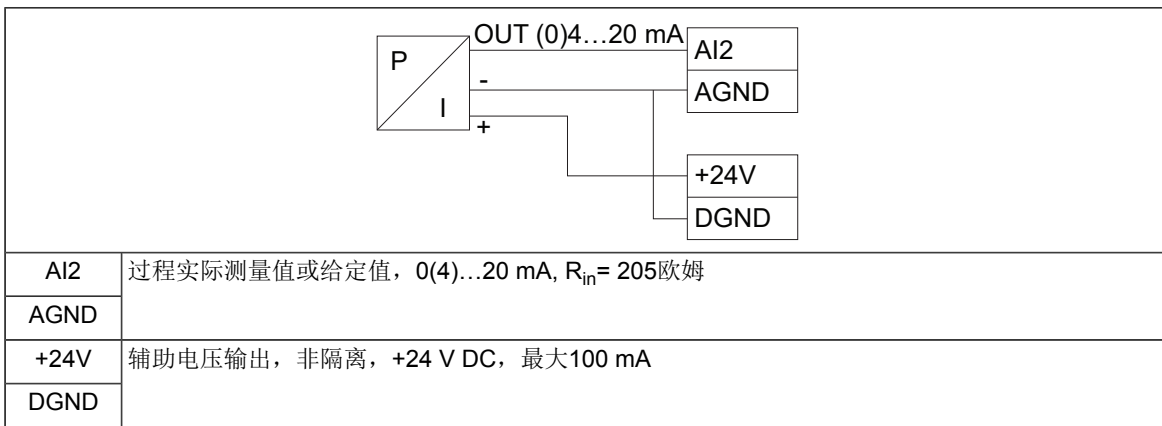 OUT (0)4…20 mA
P
I
-
+
AI2
AGND
+24V
DGND
AI2 过程实际测量值或给定值，0(4)…20 mA, Rin= 205欧姆
AGND
+24V 辅助电压输出，非隔离，+24 V DC，最大100 mA
DGND